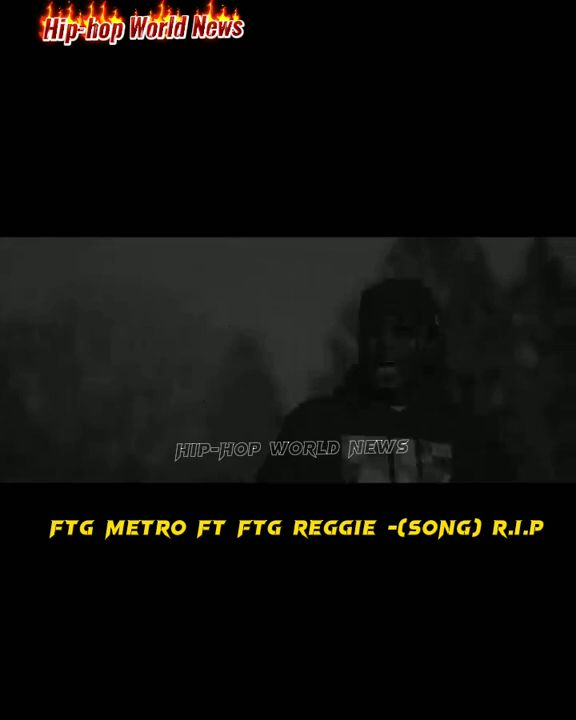 Hip-hop World News
HIP-HOP WORLD NEWS
FTG METRO FT FTG REGGIE -(SONG) R.I.P